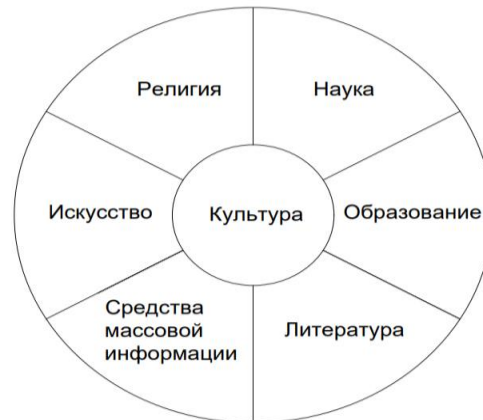 Религия
Наука
Искусство
Культура
Образование
Средства
массовой
информации
Литература